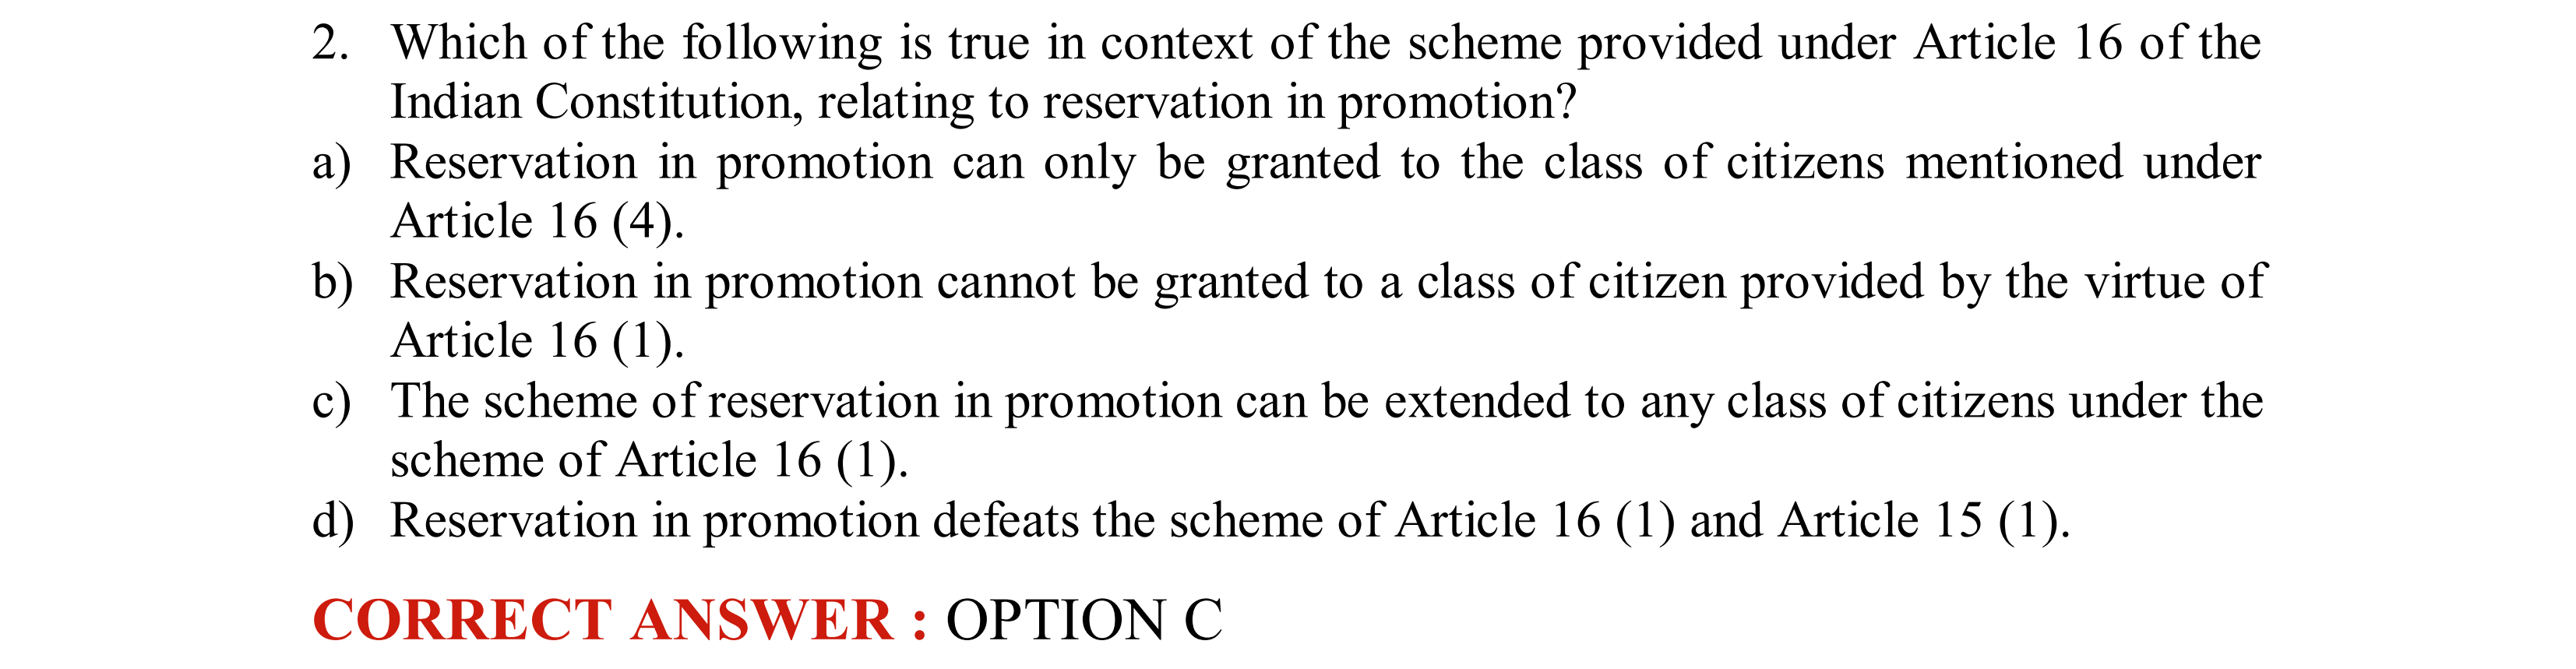 2. Which of the following is true in context of the scheme provided under Article 16 of the
Indian Constitution, relating to reservation in promotion?
a) Reservation in promotion can only be granted to the class of citizens mentioned under
Article 16 (4).
b) Reservation in promotion cannot be granted to a class of citizen provided by the virtue of
Article 16 (1).
c) The scheme of reservation in promotion can be extended to any class of citizens under the
scheme of Article 16 (1).
d) Reservation in promotion defeats the scheme of Article 16 (1) and Article 15 (1).
CORRECT ANSWER : OPTION C